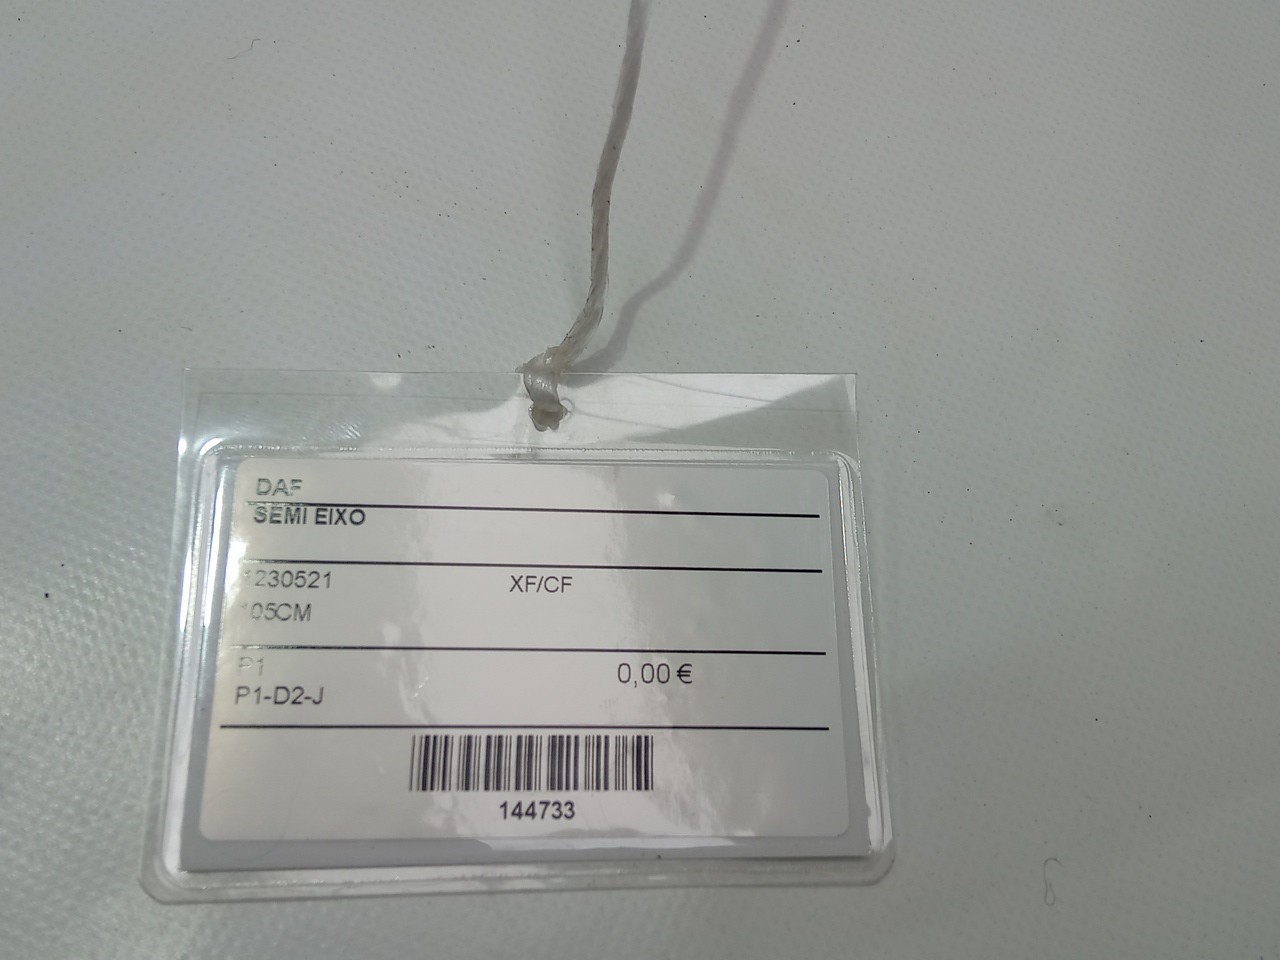 DAF
SEMI EIXO
1230521 XF/CF
105CM
P1 0,00 €
P1-D2-J
144733